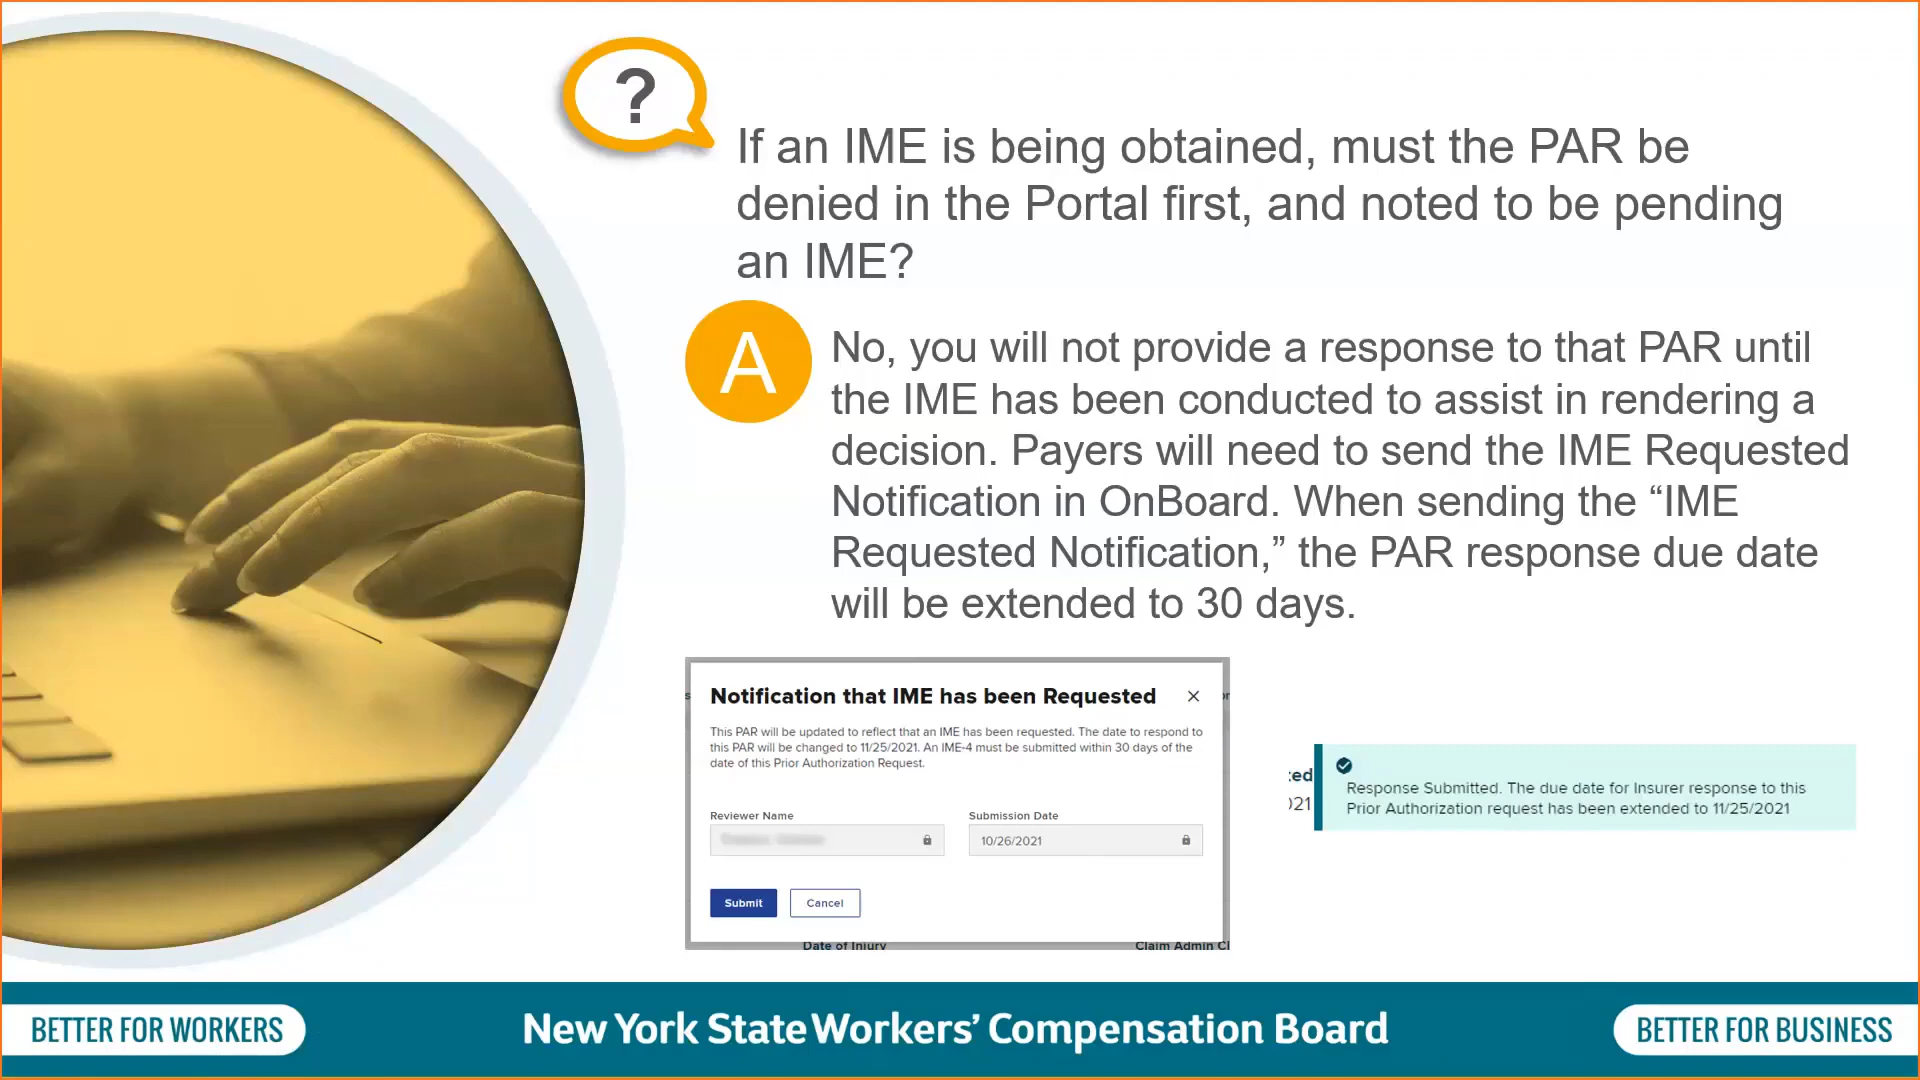 ?
If an IME is being obtained, must the PAR be
denied in the Portal first, and noted to be pending
an IME?
A
No, you will not provide a response to that PAR until
the IME has been conducted to assist in rendering a
decision. Payers will need to send the IME Requested
Notification in OnBoard. When sending the “IME
Requested Notification,” the PAR response due date
will be extended to 30 days.
Notification that IME has been Requested
This PAR will be updated to reflect that an IME has been requested. The date to respond to
this PAR will be changed to 11/25/2021. An IME-4 must be submitted within 30 days of the
date of this Prior Authorization Request.
Reviewer Name
Submission Date
10/26/2021
Submit
Cancel
Date of Injury
Claim Admin Cl
Response Submitted. The due date for Insurer response to this
Prior Authorization request has been extended to 11/25/2021
BETTER FOR WORKERS
New York State Workers’ Compensation Board
BETTER FOR BUSINESS